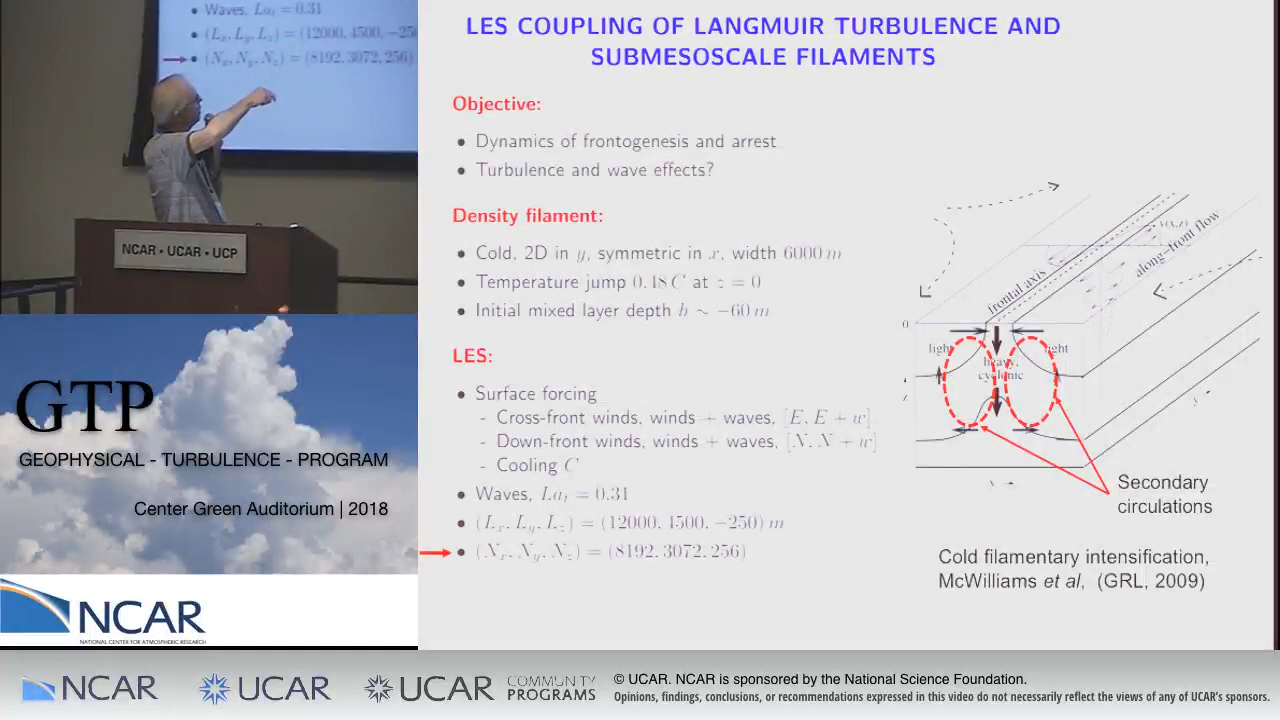 Waves, La_t = 0.31
(L_x, L_y, L_z) = (12000, 4500, −250
(N_x, N_y, N_z) = (8192, 3072, 256)
NCAR • UCAR • UCP
GTP
GEOPHYSICAL - TURBULENCE - PROGRAM
Center Green Auditorium | 2018
NCAR
NATIONAL CENTER FOR ATMOSPHERIC RESEARCH
LES COUPLING OF LANGMUIR TURBULENCE AND
SUBMESOSCALE FILAMENTS
Objective:
• Dynamics of frontogenesis and arrest
• Turbulence and wave effects?
Density filament:
• Cold, 2D in y, symmetric in x, width 6000 m
• Temperature jump 0.18 C at z = 0
• Initial mixed layer depth h ~ −60 m
LES:
• Surface forcing
- Cross-front winds, winds + waves, [E, E + w]
- Down-front winds, winds + waves, [N, N + w]
- Cooling C
• Waves, La_t = 0.31
• (L_x, L_y, L_z) = (12000, 4500, −250) m
• (N_x, N_y, N_z) = (8192, 3072, 256)
frontal axis
along-front flow
0
light
heavy,
cyclonic
light
Secondary
circulations
Cold filamentary intensification,
McWilliams et al, (GRL, 2009)
NCAR
UCAR
UCAR
COMMUNITY
PROGRAMS
© UCAR. NCAR is sponsored by the National Science Foundation.
Opinions, findings, conclusions, or recommendations expressed in this video do not necessarily reflect the views of any of UCAR's sponsors.